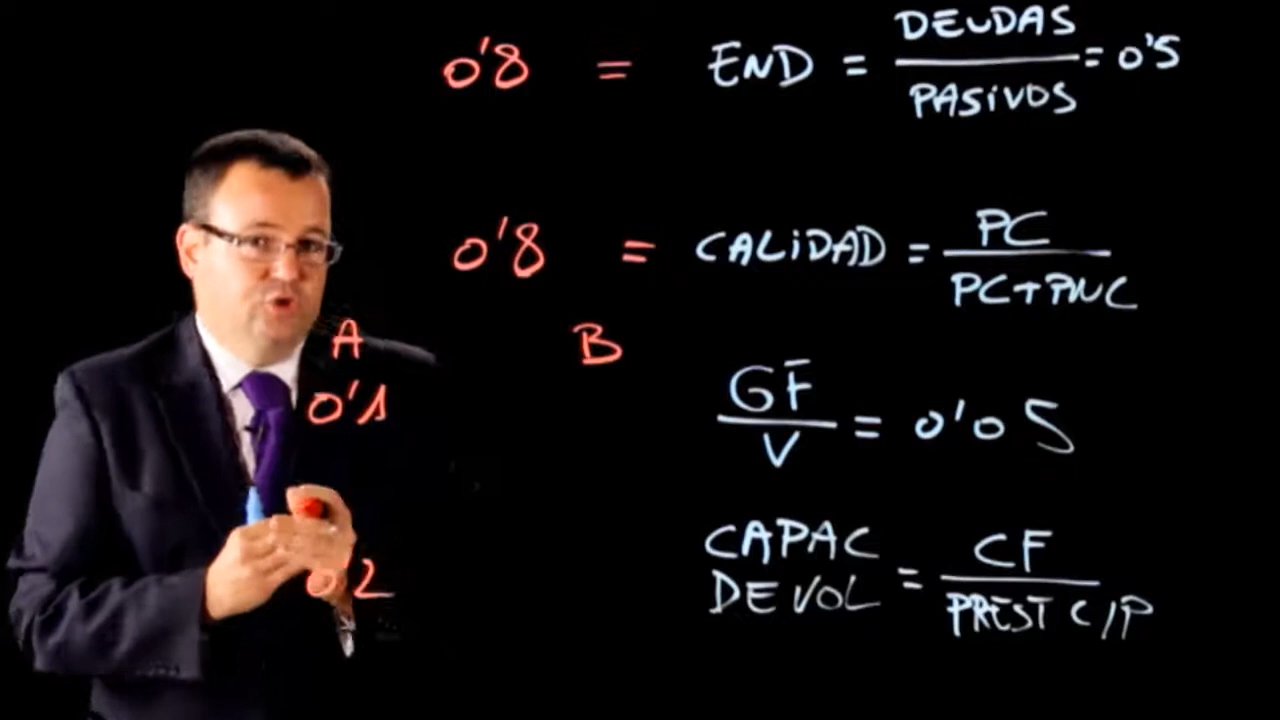 0'8 = END = DEUDAS
PASIVOS = 0'5
0'8 = CALIDAD = PC
PC+PNC
A B
0'1
GF
V = 0'05
CAPAC
DEVOL = CF
PREST C/P
0'2